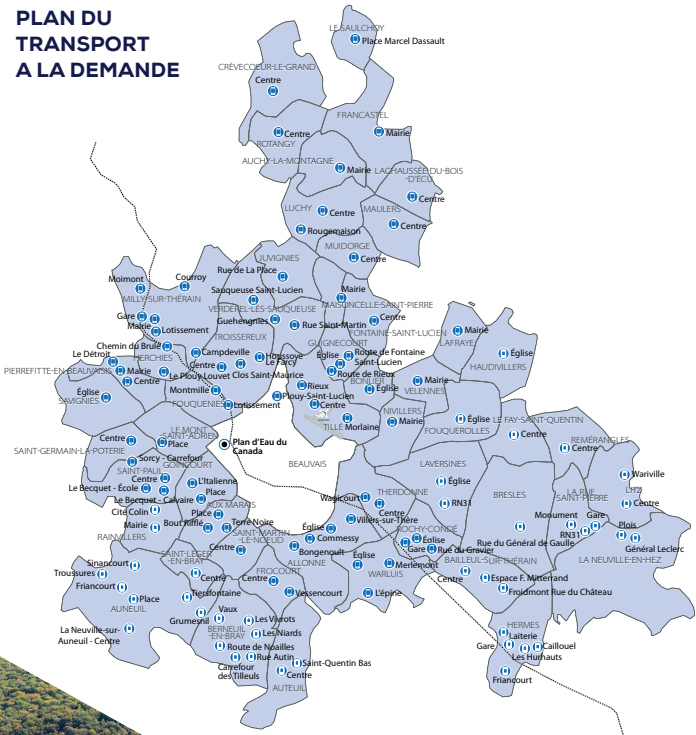 PLAN DU
TRANSPORT
A LA DEMANDE
LE SAULCHOY
Place Marcel Dassault
CRÈVECOEUR-LE-GRAND
Centre
FRANCASTEL
Centre
Mairie
ROTANGY
AUCHY-LA-MONTAGNE
Mairie
LACHAUSSÉE-DU-BOIS
-D'ÉCU
Centre
LUCHY
Centre
MAULERS
Centre
Rougemaison
MUIDORGE
Centre
JUVIGNIES
Rue de La Place
Moimont
Courroy
MILLY-SUR-THÉRAIN
Sauqueuse Saint-Lucien
Mairie
MAISONCELLE-SAINT-PIERRE
VERDEREL-LÈS-SAUQUEUSE
Gare
Mairie
Lotissement
Guehengnies
Rue Saint-Martin
Centre
FONTAINE-SAINT-LUCIEN
TROISSEREUX
Mairie
LAFRAYE
Chemin du Brulé
HERCHIES
Campdeville
Houssoye
GUIGNECOURT
Église
Route de Fontaine
Saint-Lucien
Église
HAUDIVILLERS
Le Détroit
PIERREFITTE-EN-BEAUVAISIS
Mairie
Centre
Le Plouy Louvet
Centre
Clos Saint-Maurice
Le Farcy
Route de Rieux
BONLIER
Église
Mairie
VELENNES
Église
SAVIGNIES
Montmille
FOUQUENIES
Lotissement
Plouy-Saint-Lucien
Rieux
Centre
TILLÉ
Morlaine
NIVILLERS
Mairie
Église
FOUQUEROLLES
LE FAY-SAINT-QUENTIN
Centre
RÉMÉRANGLES
Centre
LE MONT
-SAINT-ADRIEN
Centre
Place
Plan d'Eau du
Canada
SAINT-GERMAIN-LA-POTERIE
Sorcy - Carrefour
GOINCOURT
SAINT-PAUL
Centre
BEAUVAIS
LAVERSINES
Église
Wariville
LITZ
Centre
Le Becquet - École
L'Italienne
Place
Le Becquet - Calvaire
AUX MARAIS
Place
Wagicourt
THERDONNE
Centre
RN31
BRESLES
LA RUE
-SAINT-PIERRE
Cité Colin
Mairie
Bout Rifflé
Terre Noire
RAINVILLERS
SAINT-MARTIN
-LE-NOEUD
Centre
Église
Villers-sur-Thère
Commessy
Bongenoult
ALLONNE
ROCHY-CONDÉ
Église
Gare
Rue du Gravier
Monument
Gare
RN31
Rue du Général de Gaulle
Plois
Général Leclerc
LA NEUVILLE-EN-HEZ
SAINT-LÉGER
-EN-BRAY
Centre
Sinancourt
Troussures
Friancourt
Place
AUNEUIL
FROCOURT
Centre
Vessencourt
Église
Merlemont
WARLUIS
L'épine
BAILLEUL-SUR-THÉRAIN
Centre
Espace F. Mitterrand
Froidmont Rue du Château
Tiersfontaine
Grumesnil
Vaux
BERNEUIL
-EN-BRAY
Les Vivrots
Les Niards
La Neuville-sur-
Auneuil - Centre
Route de Noailles
Rue Autin
Carrefour
des Tilleuls
Saint-Quentin Bas
Centre
AUTEUIL
HERMES
Laiterie
Gare
Caillouel
Les Hurhauts
Friancourt